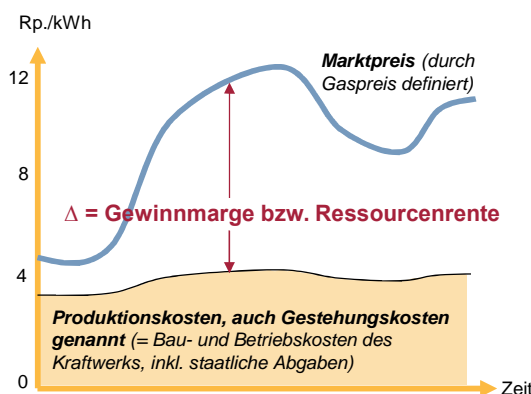 Rp./kWh
12
Marktpreis (durch
Gaspreis definiert)
8
Δ = Gewinnmarge bzw. Ressourcenrente
4
Produktionskosten, auch Gestehungskosten
genannt (= Bau- und Betriebskosten des
Kraftwerks, inkl. staatliche Abgaben)
0
Zeit